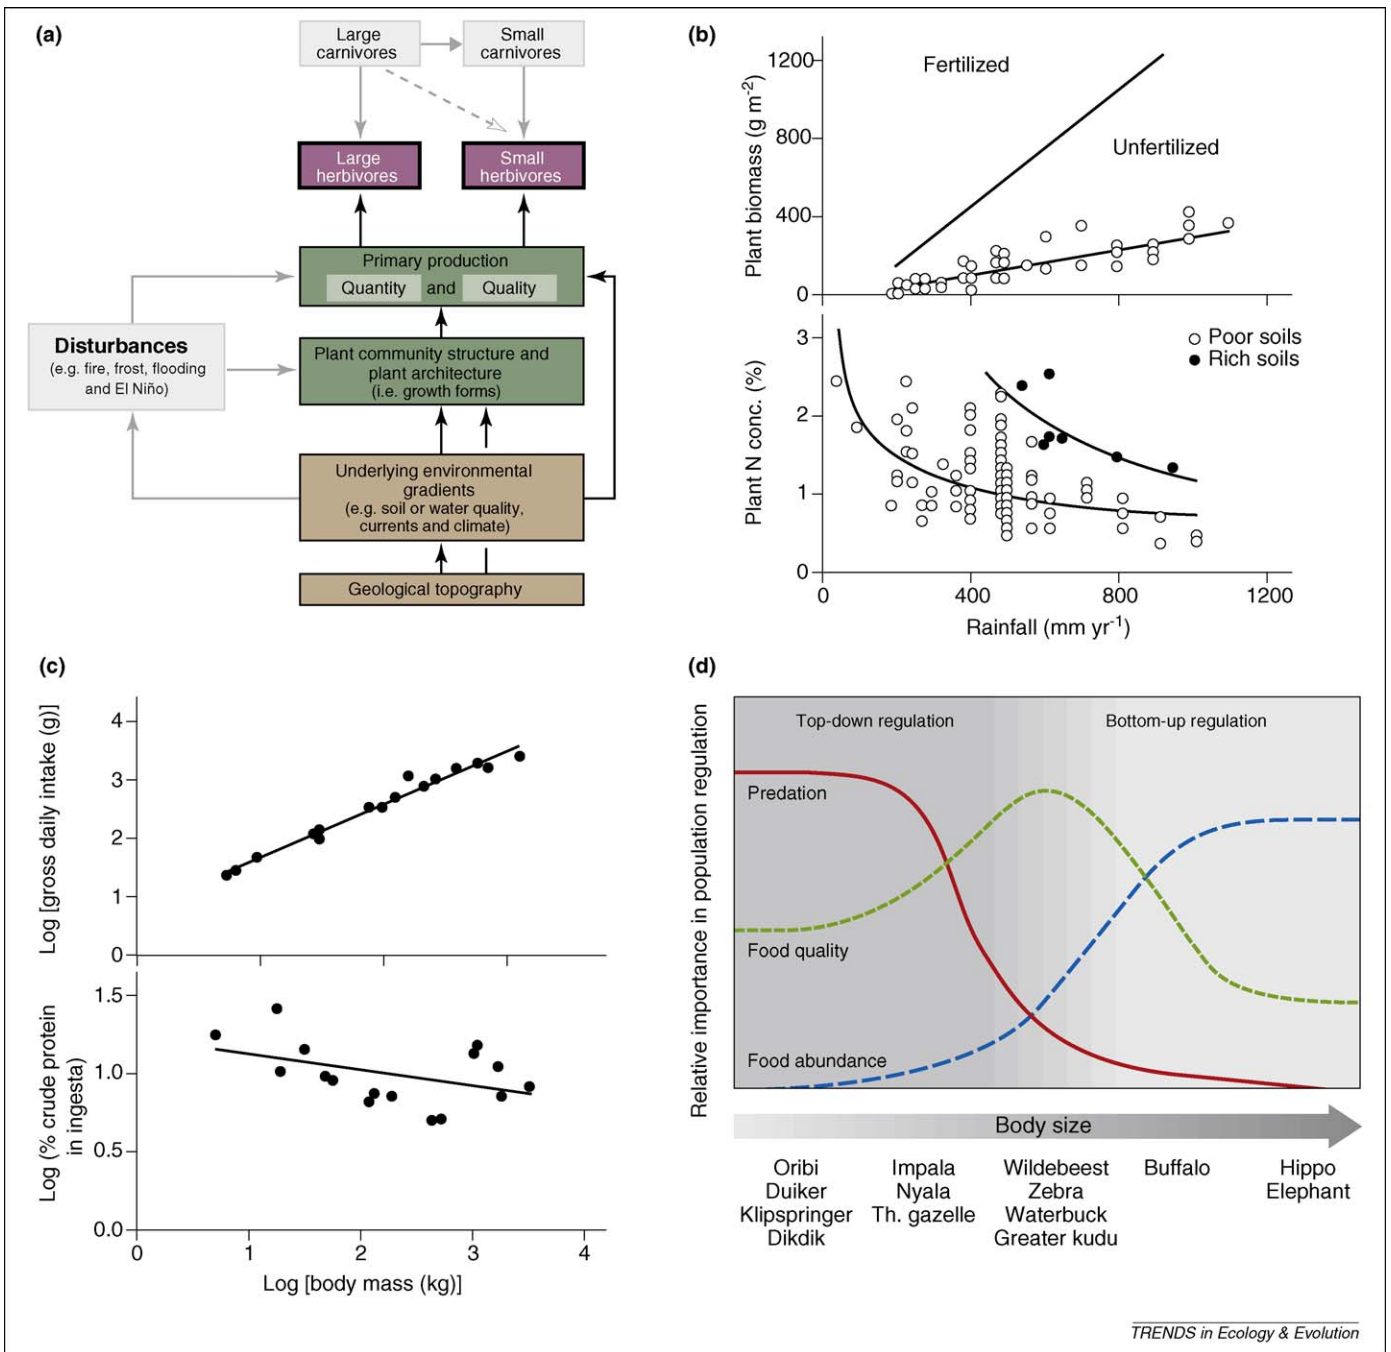 (a)
Large
carnivores
Small
carnivores
Large
herbivores
Small
herbivores
Primary production
Quantity and Quality
Disturbances
(e.g. fire, frost, flooding
and El Niño)
Plant community structure and
plant architecture
(i.e. growth forms)
Underlying environmental
gradients
(e.g. soil or water quality,
currents and climate)
Geological topography
(b)
Plant biomass (g m-2)
1200
800
400
0
Fertilized
Unfertilized
Plant N conc. (%)
3
2
1
0
Poor soils
Rich soils
0 400 800 1200
Rainfall (mm yr-1)
(c)
Log [gross daily intake (g)]
4
3
2
1
0
Log (% crude protein
in ingesta)
1.5
1.0
0.5
0.0
0 1 2 3 4
Log [body mass (kg)]
(d)
Relative importance in population regulation
Top-down regulation
Bottom-up regulation
Predation
Food quality
Food abundance
Body size
Oribi
Duiker
Klipspringer
Dikdik
Impala
Nyala
Th. gazelle
Wildebeest
Zebra
Waterbuck
Greater kudu
Buffalo
Hippo
Elephant
TRENDS in Ecology & Evolution